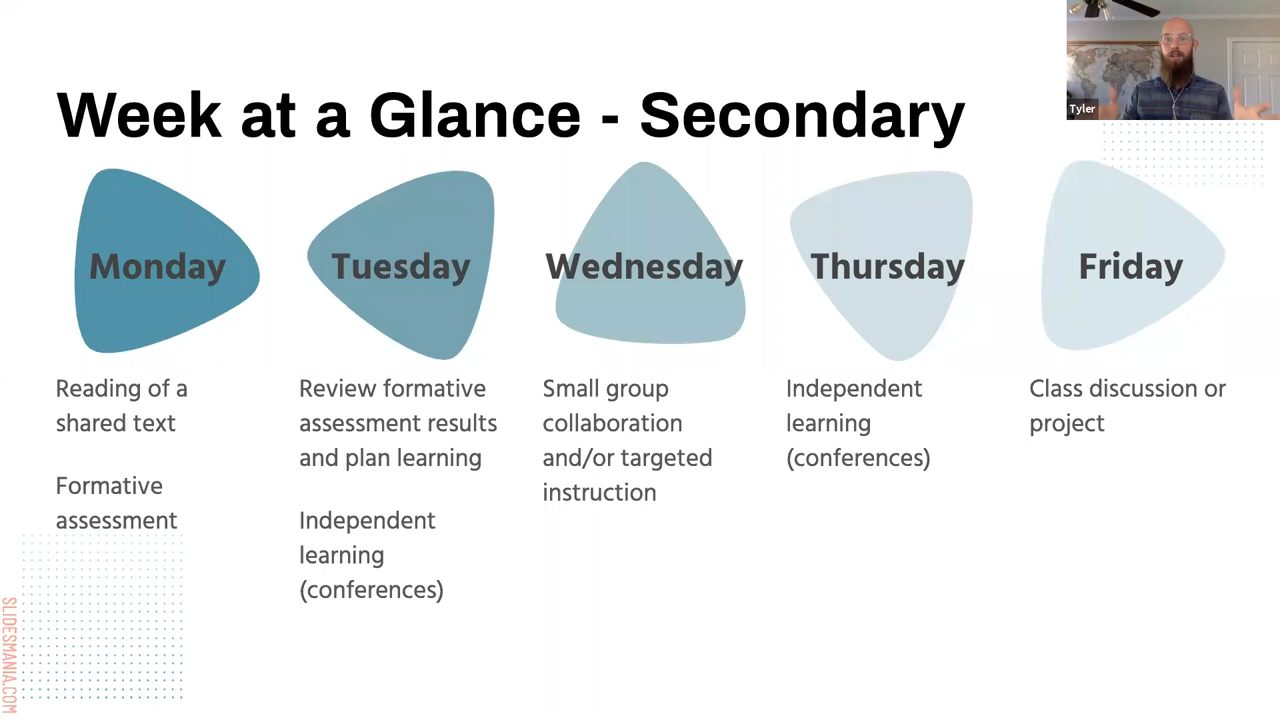 Week at a Glance - Secondary
Tyler
Monday
Tuesday
Wednesday
Thursday
Friday
Reading of a
shared text
Formative
assessment
Review formative
assessment results
and plan learning
Independent
learning
(conferences)
Small group
collaboration
and/or targeted
instruction
Independent
learning
(conferences)
Class discussion or
project
SLIDESMANIA.COM